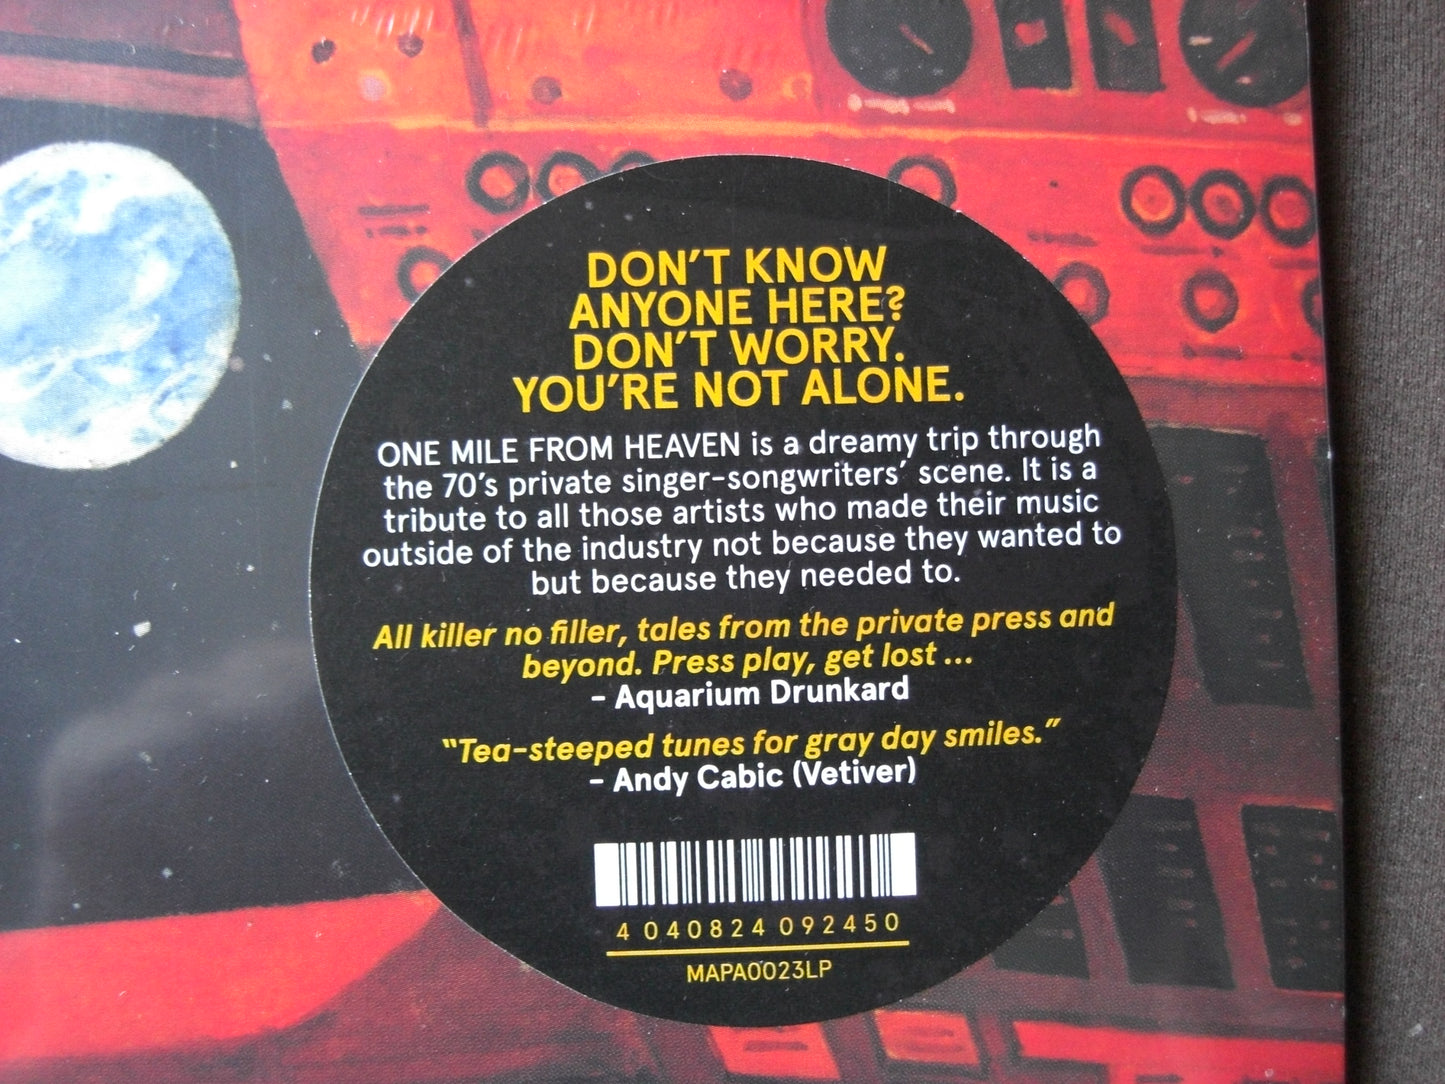 DON'T KNOW
ANYONE HERE?
DON'T WORRY.
YOU'RE NOT ALONE.
ONE MILE FROM HEAVEN is a dreamy trip through
the 70's private singer-songwriters' scene. It is a
tribute to all those artists who made their music
outside of the industry not because they wanted to
but because they needed to.
All killer no filler, tales from the private press and
beyond. Press play, get lost ...
– Aquarium Drunkard
"Tea-steeped tunes for gray day smiles."
– Andy Cabic (Vetiver)
4 040824 092450
MAPA0023LP